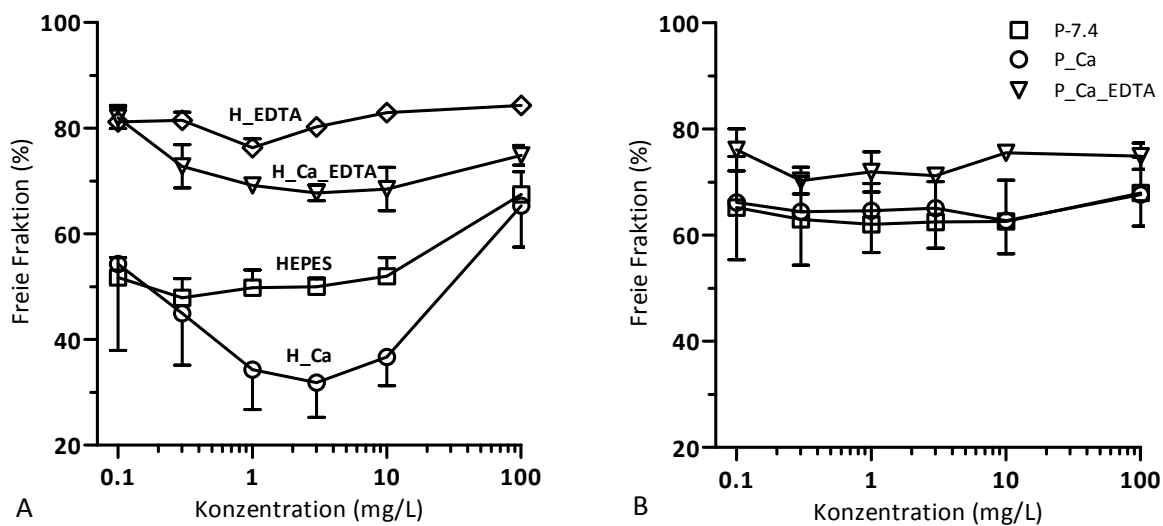 100
80
60
40
20
Freie Fraktion (%)
H_EDTA
H_Ca_EDTA
HEPES
H_Ca
0.1
1
10
100
Konzentration (mg/L)
A
100
80
60
40
20
Freie Fraktion (%)
P-7.4
P_Ca
P_Ca_EDTA
0.1
1
10
100
Konzentration (mg/L)
B